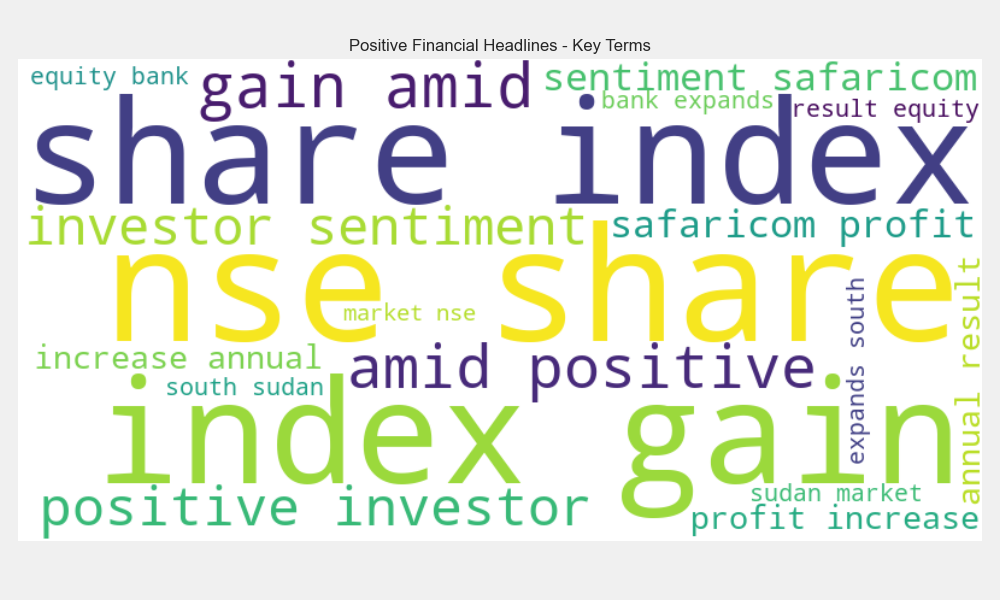 Positive Financial Headlines - Key Terms
equity bank
gain amid
sentiment safaricom
bank expands
result equity
share index
investor sentiment
safaricom profit
nse share
market nse
expands south
annual result
increase annual
amid positive
south sudan
index gain
positive investor
sudan market
profit increase